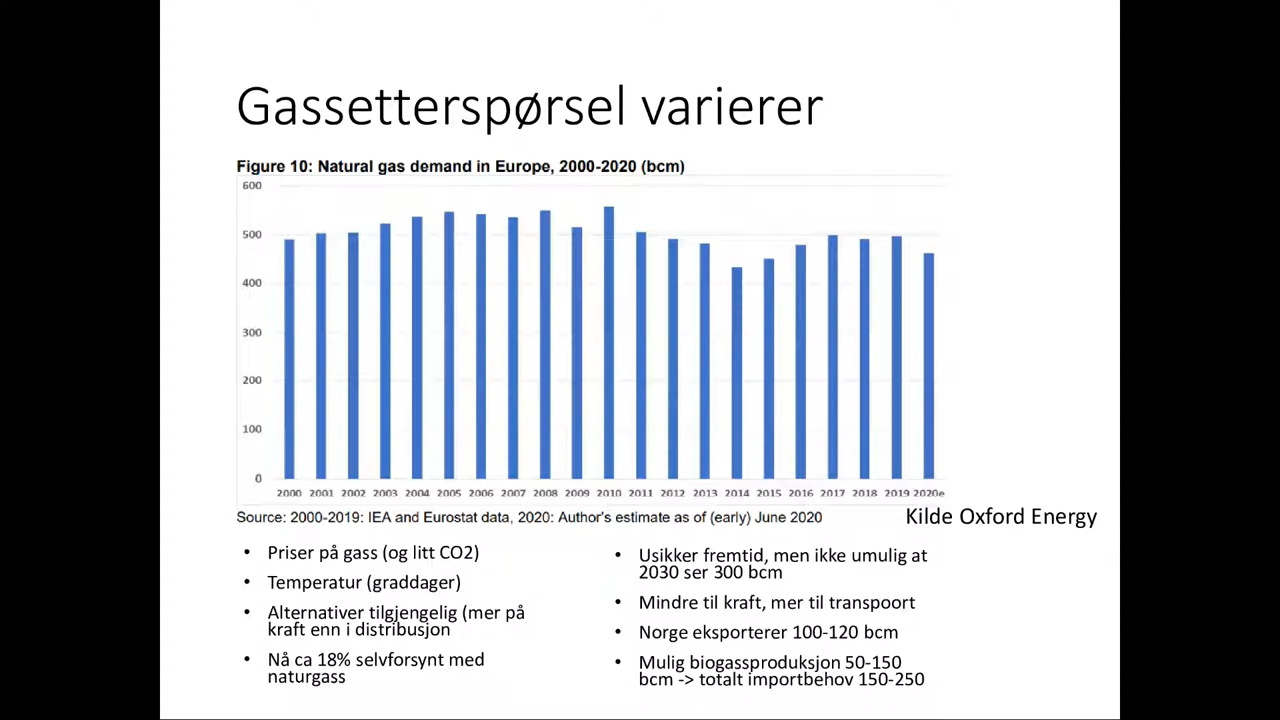 Gassetterspørsel varierer
Figure 10: Natural gas demand in Europe, 2000-2020 (bcm)
600
500
400
300
200
100
0
2000 2001 2002 2003 2004 2005 2006 2007 2008 2009 2010 2011 2012 2013 2014 2015 2016 2017 2018 2019 2020e
Source: 2000-2019: IEA and Eurostat data, 2020: Author's estimate as of (early) June 2020
Kilde Oxford Energy
• Priser på gass (og litt CO2)
• Temperatur (graddager)
• Alternativer tilgjengelig (mer på
kraft enn i distribusjon
• Nå ca 18% selvforsynt med
naturgass
• Usikker fremtid, men ikke umulig at
2030 ser 300 bcm
• Mindre til kraft, mer til transpoort
• Norge eksporterer 100-120 bcm
• Mulig biogassproduksjon 50-150
bcm -> totalt importbehov 150-250